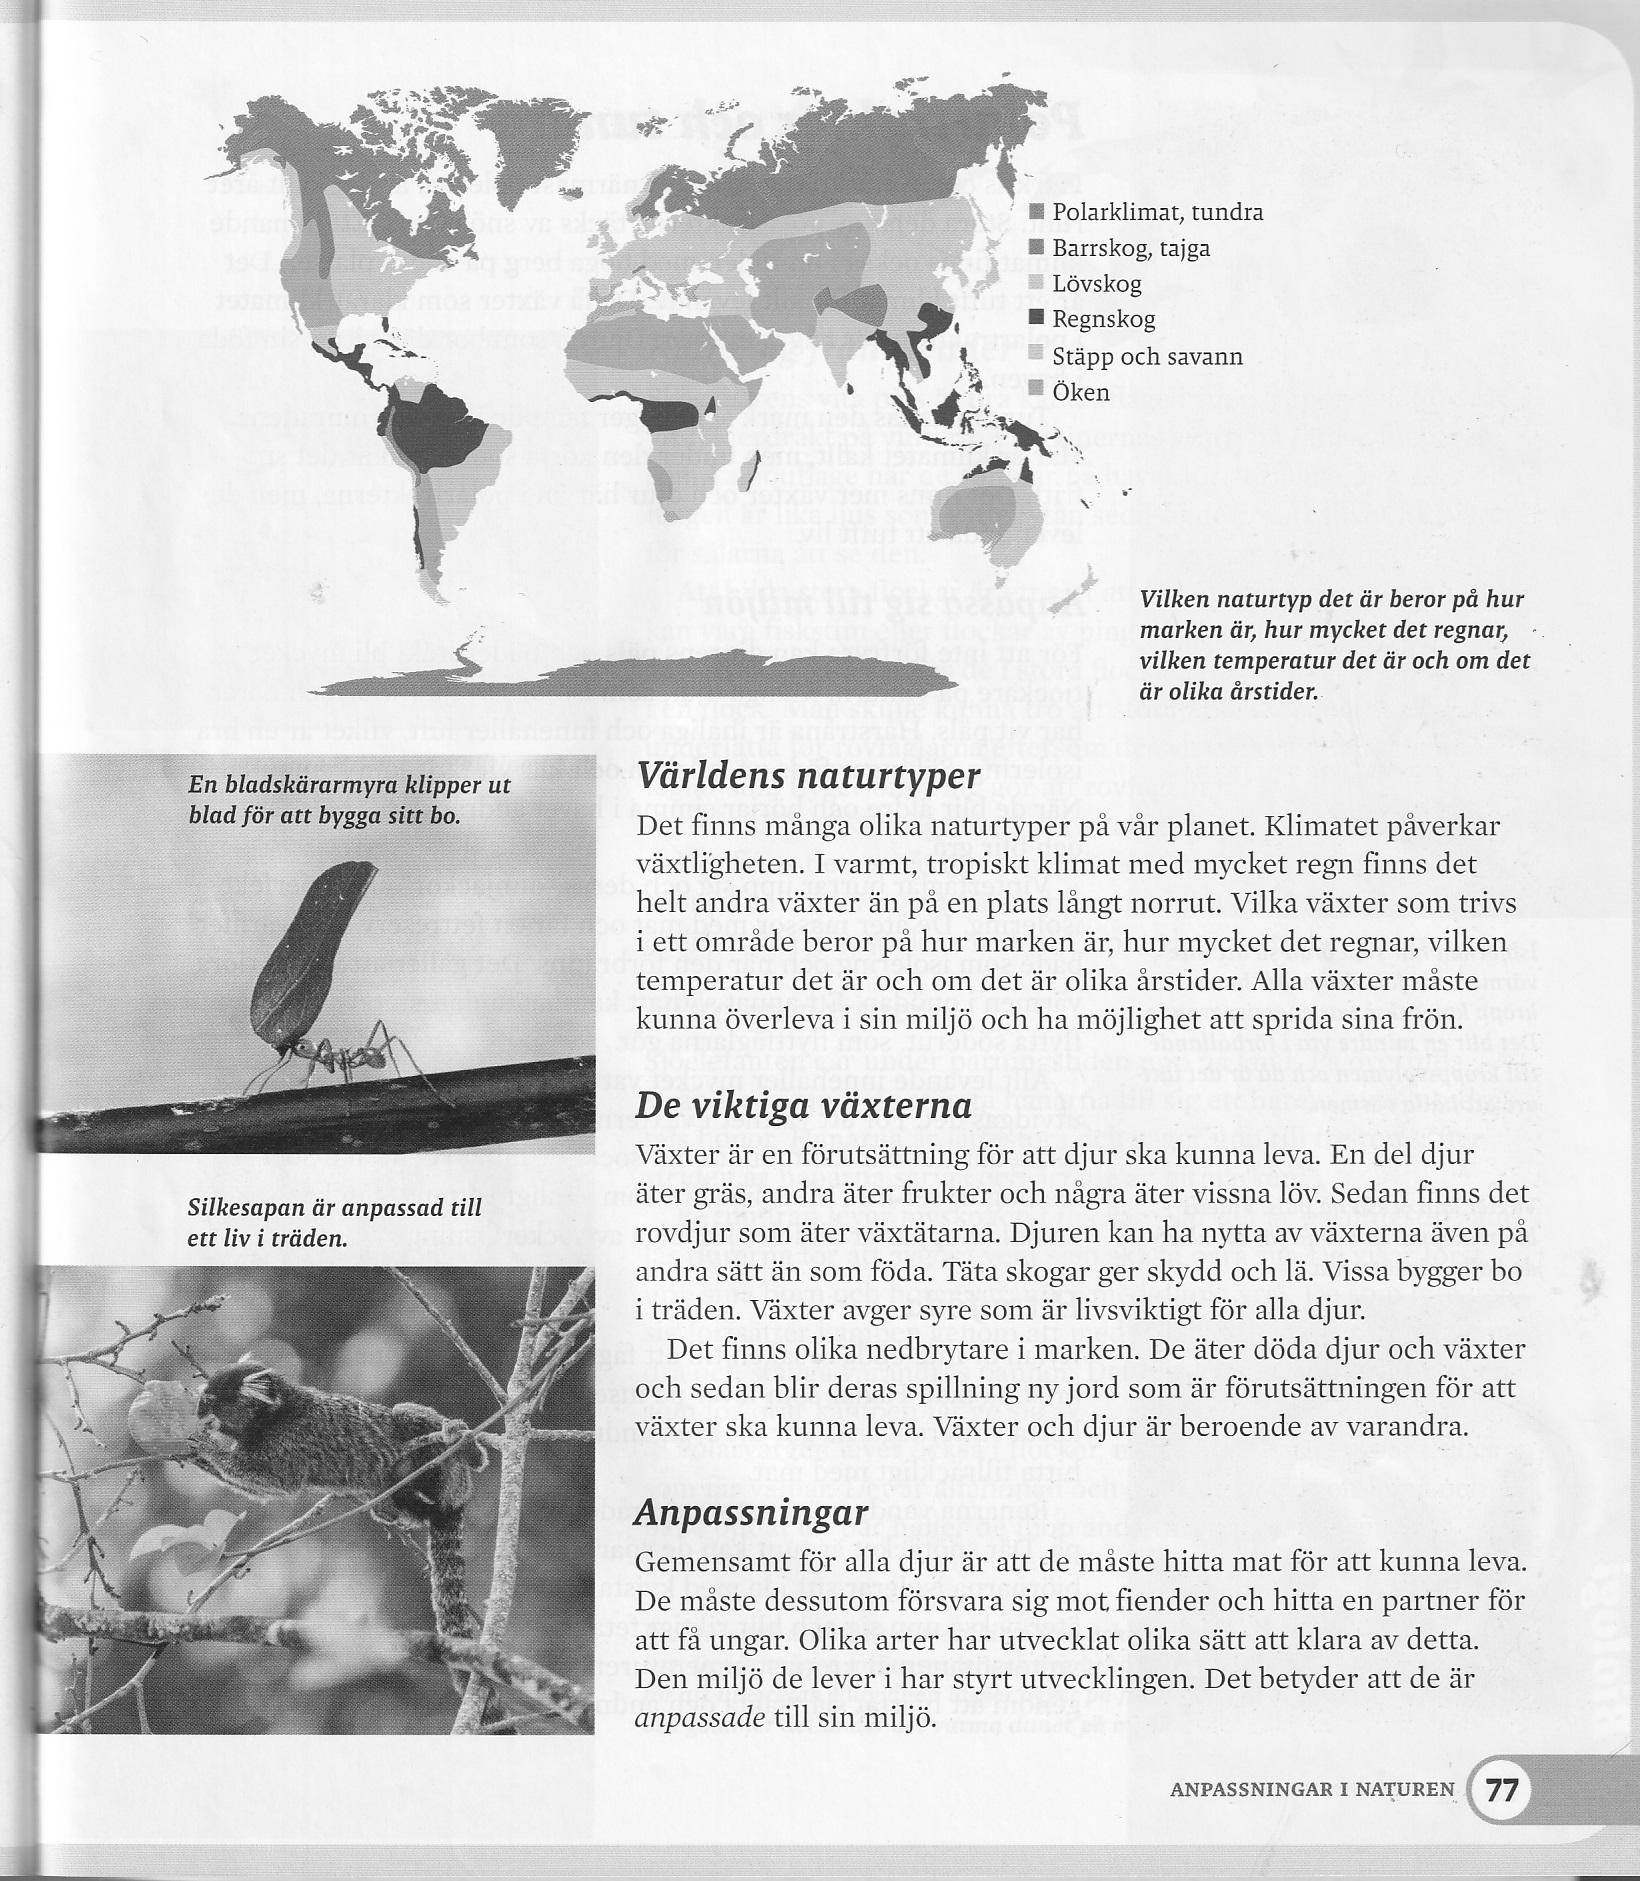 Polarklimat, tundra
Barrskog, tajga
Lövskog
Regnskog
Stäpp och savann
Öken
Vilken naturtyp det är beror på hur
marken är, hur mycket det regnar,
vilken temperatur det är och om det
är olika årstider.
En bladskärarmyra klipper ut
blad för att bygga sitt bo.
Silkesapan är anpassad till
ett liv i träden.
Världens naturtyper
Det finns många olika naturtyper på vår planet. Klimatet påverkar
växtligheten. I varmt, tropiskt klimat med mycket regn finns det
helt andra växter än på en plats långt norrut. Vilka växter som trivs
i ett område beror på hur marken är, hur mycket det regnar, vilken
temperatur det är och om det är olika årstider. Alla växter måste
kunna överleva i sin miljö och ha möjlighet att sprida sina frön.
De viktiga växterna
Växter är en förutsättning för att djur ska kunna leva. En del djur
äter gräs, andra äter frukter och några äter vissna löv. Sedan finns det
rovdjur som äter växtätarna. Djuren kan ha nytta av växterna även på
andra sätt än som föda. Täta skogar ger skydd och lä. Vissa bygger bo
i träden. Växter avger syre som är livsviktigt för alla djur.
Det finns olika nedbrytare i marken. De äter döda djur och växter
och sedan blir deras spillning ny jord som är förutsättningen för att
växter ska kunna leva. Växter och djur är beroende av varandra.
Anpassningar
Gemensamt för alla djur är att de måste hitta mat för att kunna leva.
De måste dessutom försvara sig mot fiender och hitta en partner för
att få ungar. Olika arter har utvecklat olika sätt att klara av detta.
Den miljö de lever i har styrt utvecklingen. Det betyder att de är
anpassade till sin miljö.
ANPASSNINGAR I NATUREN 77